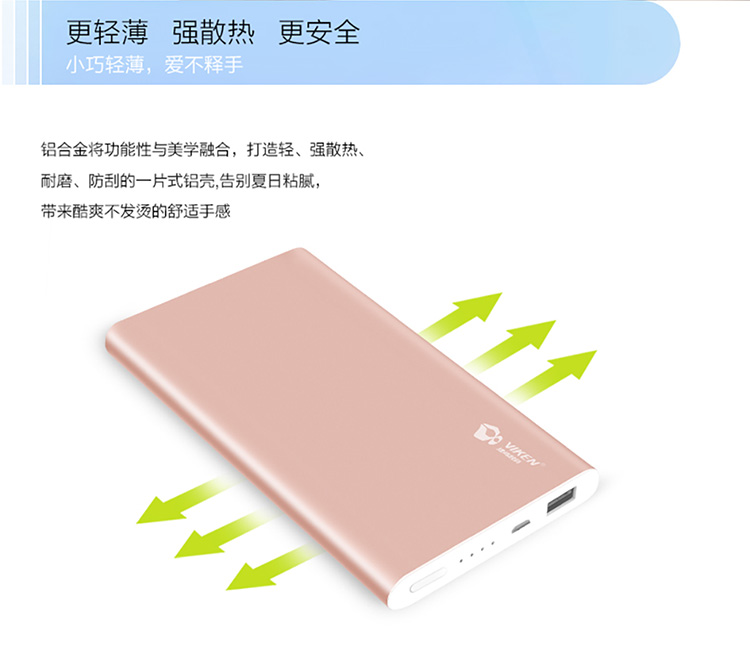 更轻薄 强散热 更安全
小巧轻薄，爱不释手
铝合金将功能性与美学融合，打造轻、强散热、
耐磨、防刮的一片式铝壳,告别夏日粘腻，
带来酷爽不发烫的舒适手感
VIKEN